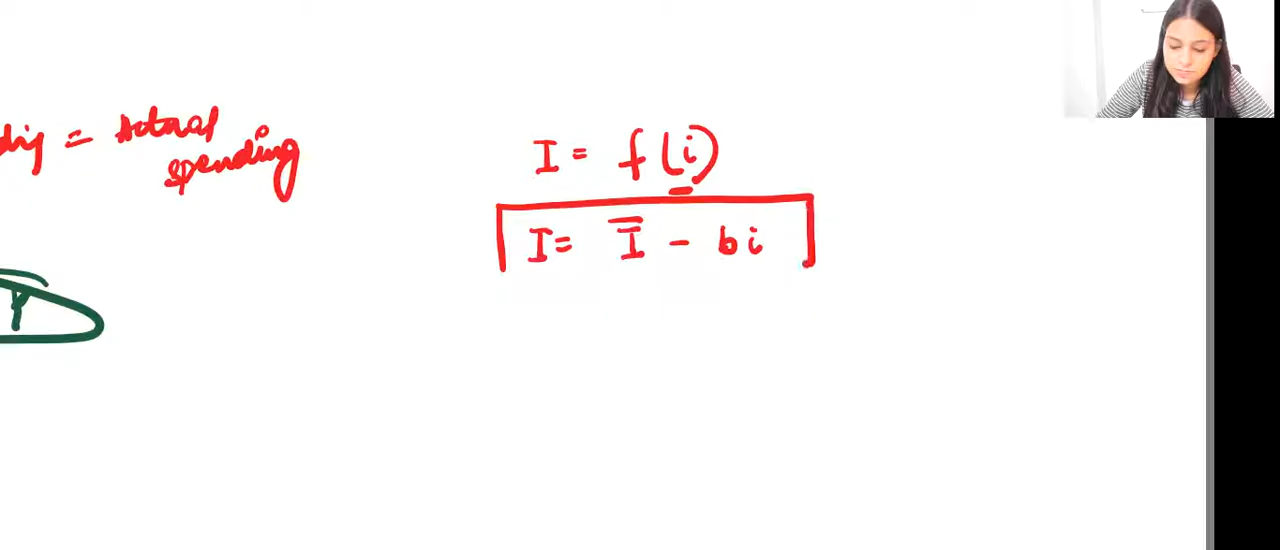 = Actual
spending
I = f(i)
I = Ī - bi
Y